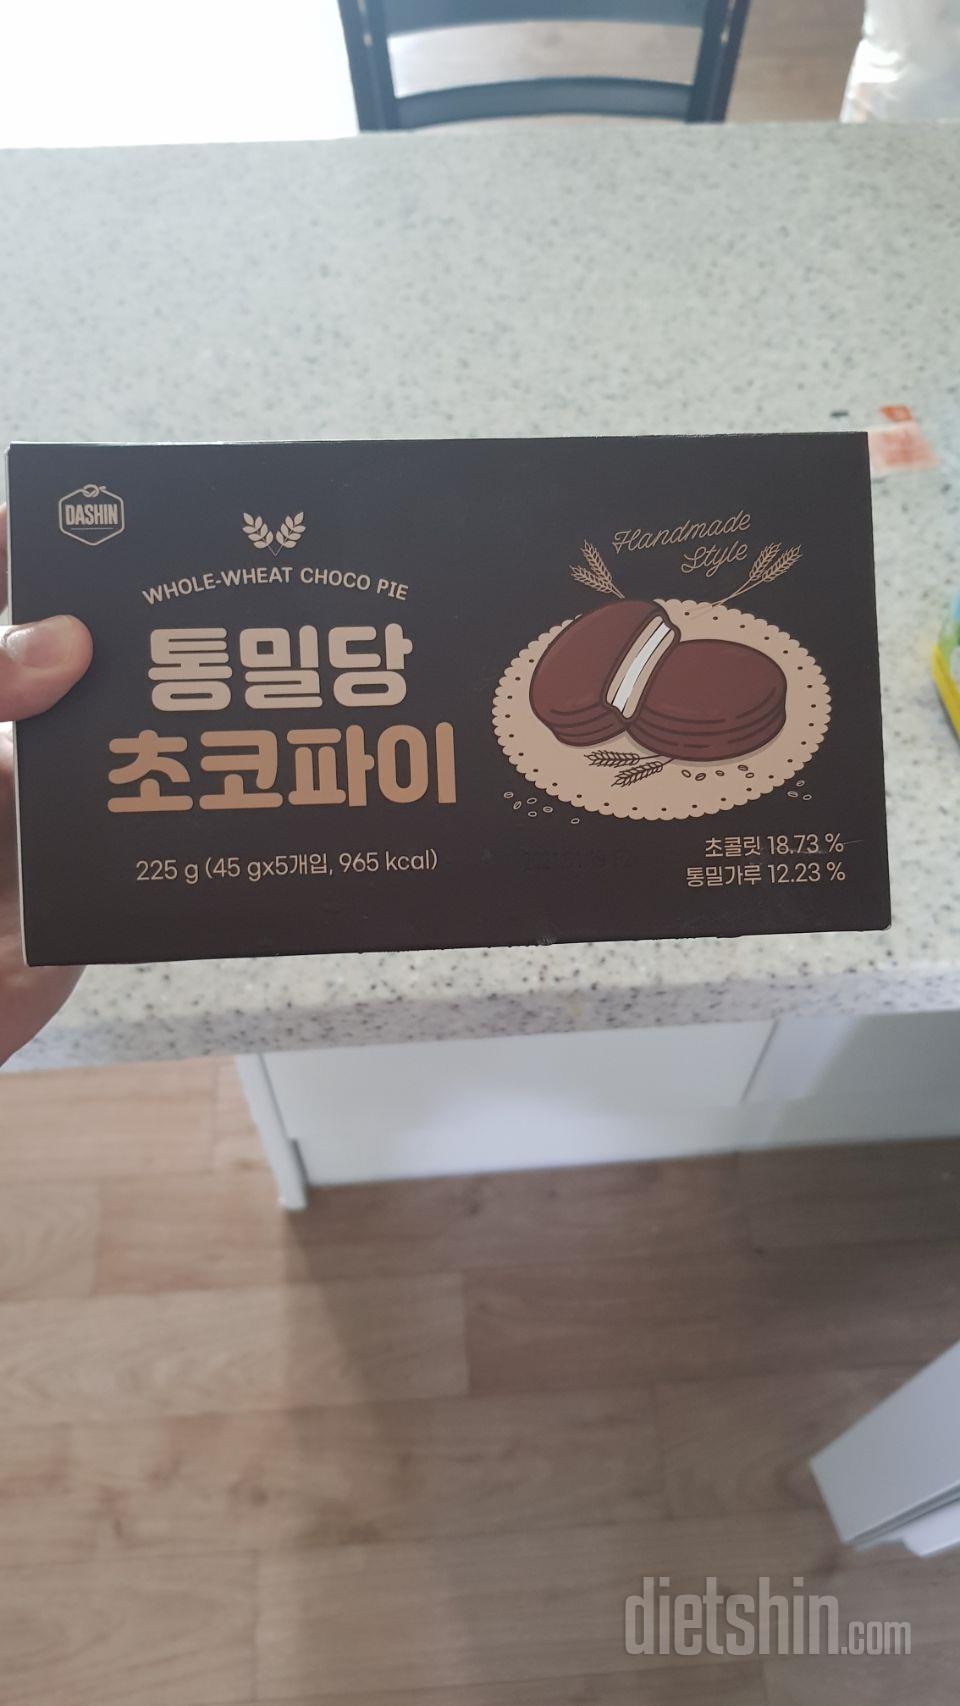 DASHIN
WHOLE-WHEAT CHOCO PIE
통밀당
초코파이
225 g (45 gx5개입, 965 kcal)
Handmade
Style
초콜릿 18.73 %
통밀가루 12.23 %
dietshin.com